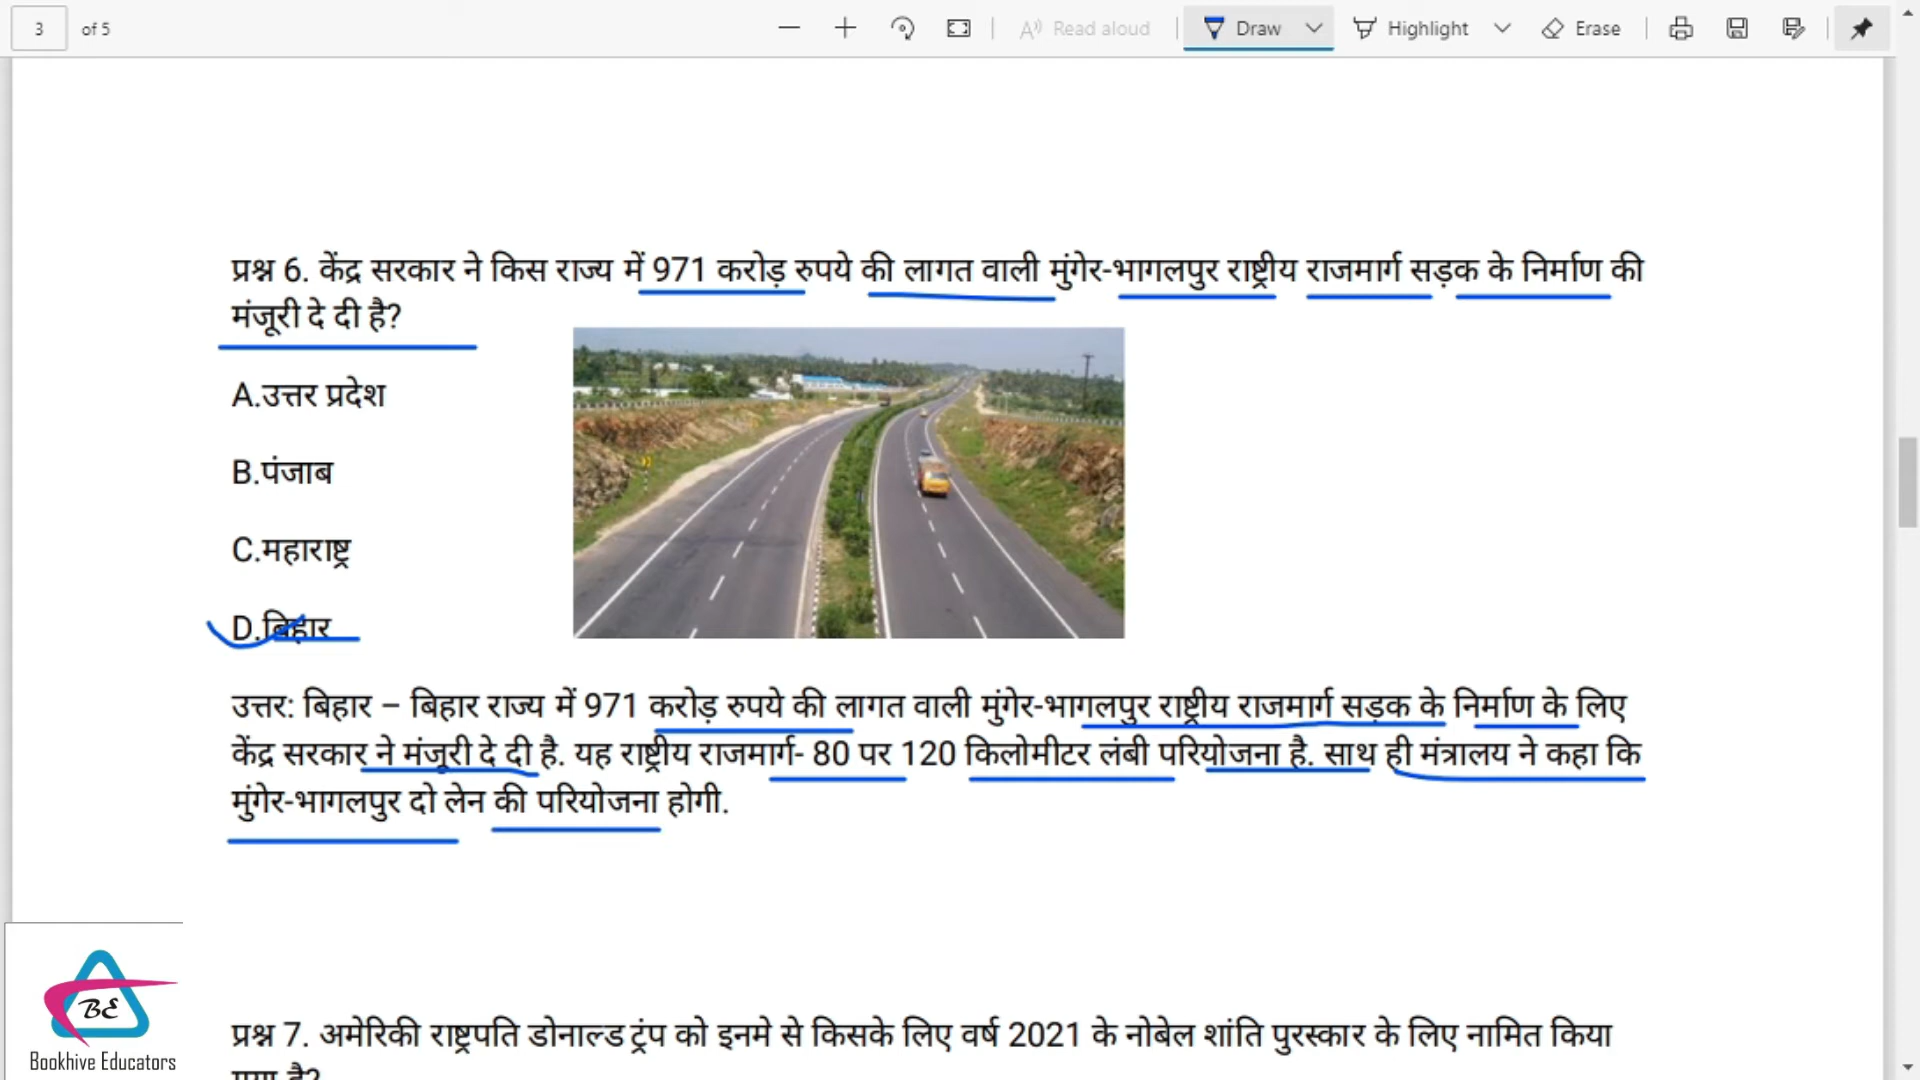 3 of 5 Read aloud Draw Highlight Erase
प्रश्न 6. केंद्र सरकार ने किस राज्य में 971 करोड़ रुपये की लागत वाली मुंगेर-भागलपुर राष्ट्रीय राजमार्ग सड़क के निर्माण की
मंजूरी दे दी है?
A.उत्तर प्रदेश
B.पंजाब
C.महाराष्ट्र
D.बिहार
उत्तर: बिहार – बिहार राज्य में 971 करोड़ रुपये की लागत वाली मुंगेर-भागलपुर राष्ट्रीय राजमार्ग सड़क के निर्माण के लिए
केंद्र सरकार ने मंजूरी दे दी है. यह राष्ट्रीय राजमार्ग- 80 पर 120 किलोमीटर लंबी परियोजना है. साथ ही मंत्रालय ने कहा कि
मुंगेर-भागलपुर दो लेन की परियोजना होगी.
BE
Bookhive Educators
प्रश्न 7. अमेरिकी राष्ट्रपति डोनाल्ड ट्रंप को इनमे से किसके लिए वर्ष 2021 के नोबेल शांति पुरस्कार के लिए नामित किया